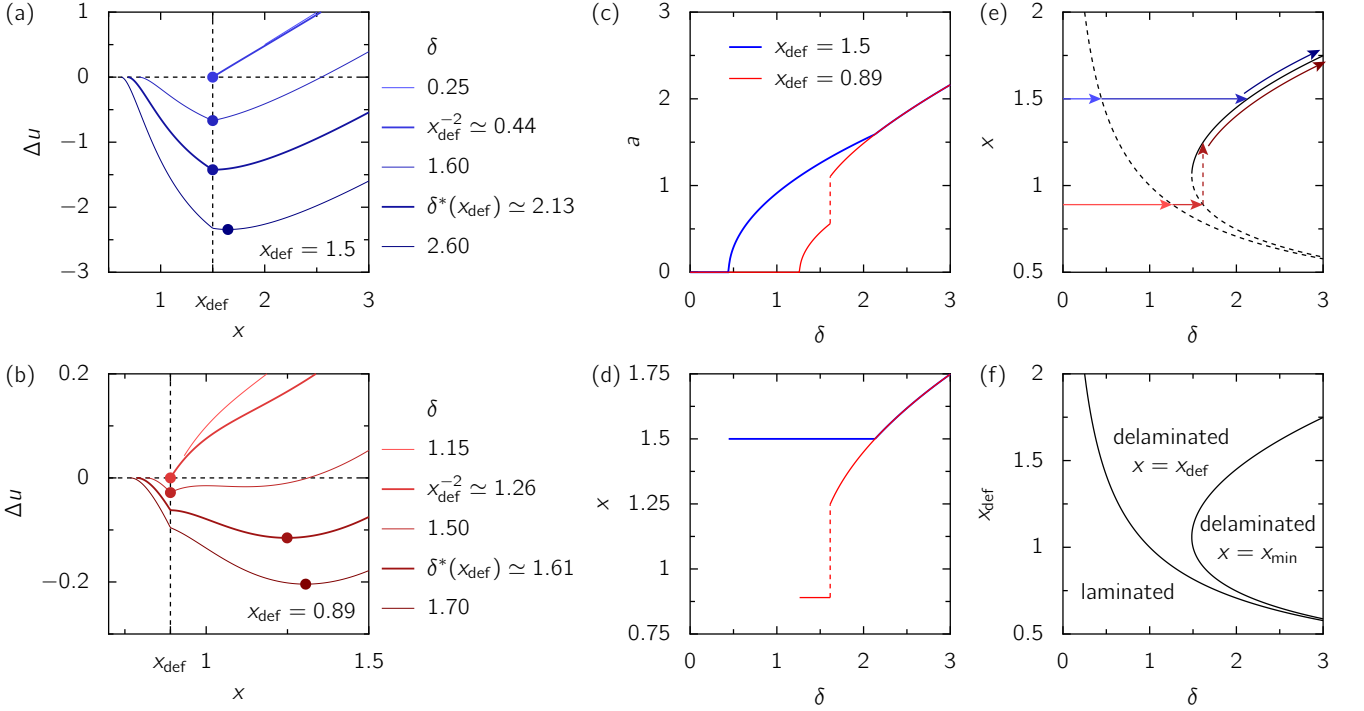 (a)
1
0
−1
−2
−3
Δu
1
x_def
2
3
x
x_def = 1.5
δ
0.25
x_def^−2 ≃ 0.44
1.60
δ*(x_def) ≃ 2.13
2.60
(b)
0.2
0
−0.2
Δu
x_def
1
1.5
x
x_def = 0.89
δ
1.15
x_def^−2 ≃ 1.26
1.50
δ*(x_def) ≃ 1.61
1.70
(c)
3
2
1
0
a
x_def = 1.5
x_def = 0.89
0
1
2
3
δ
(d)
1.75
1.5
1.25
1
0.75
x
0
1
2
3
δ
(e)
2
1.5
1
0.5
x
0
1
2
3
δ
(f)
2
1.5
1
0.5
x_def
delaminated
x = x_def
delaminated
x = x_min
laminated
0
1
2
3
δ